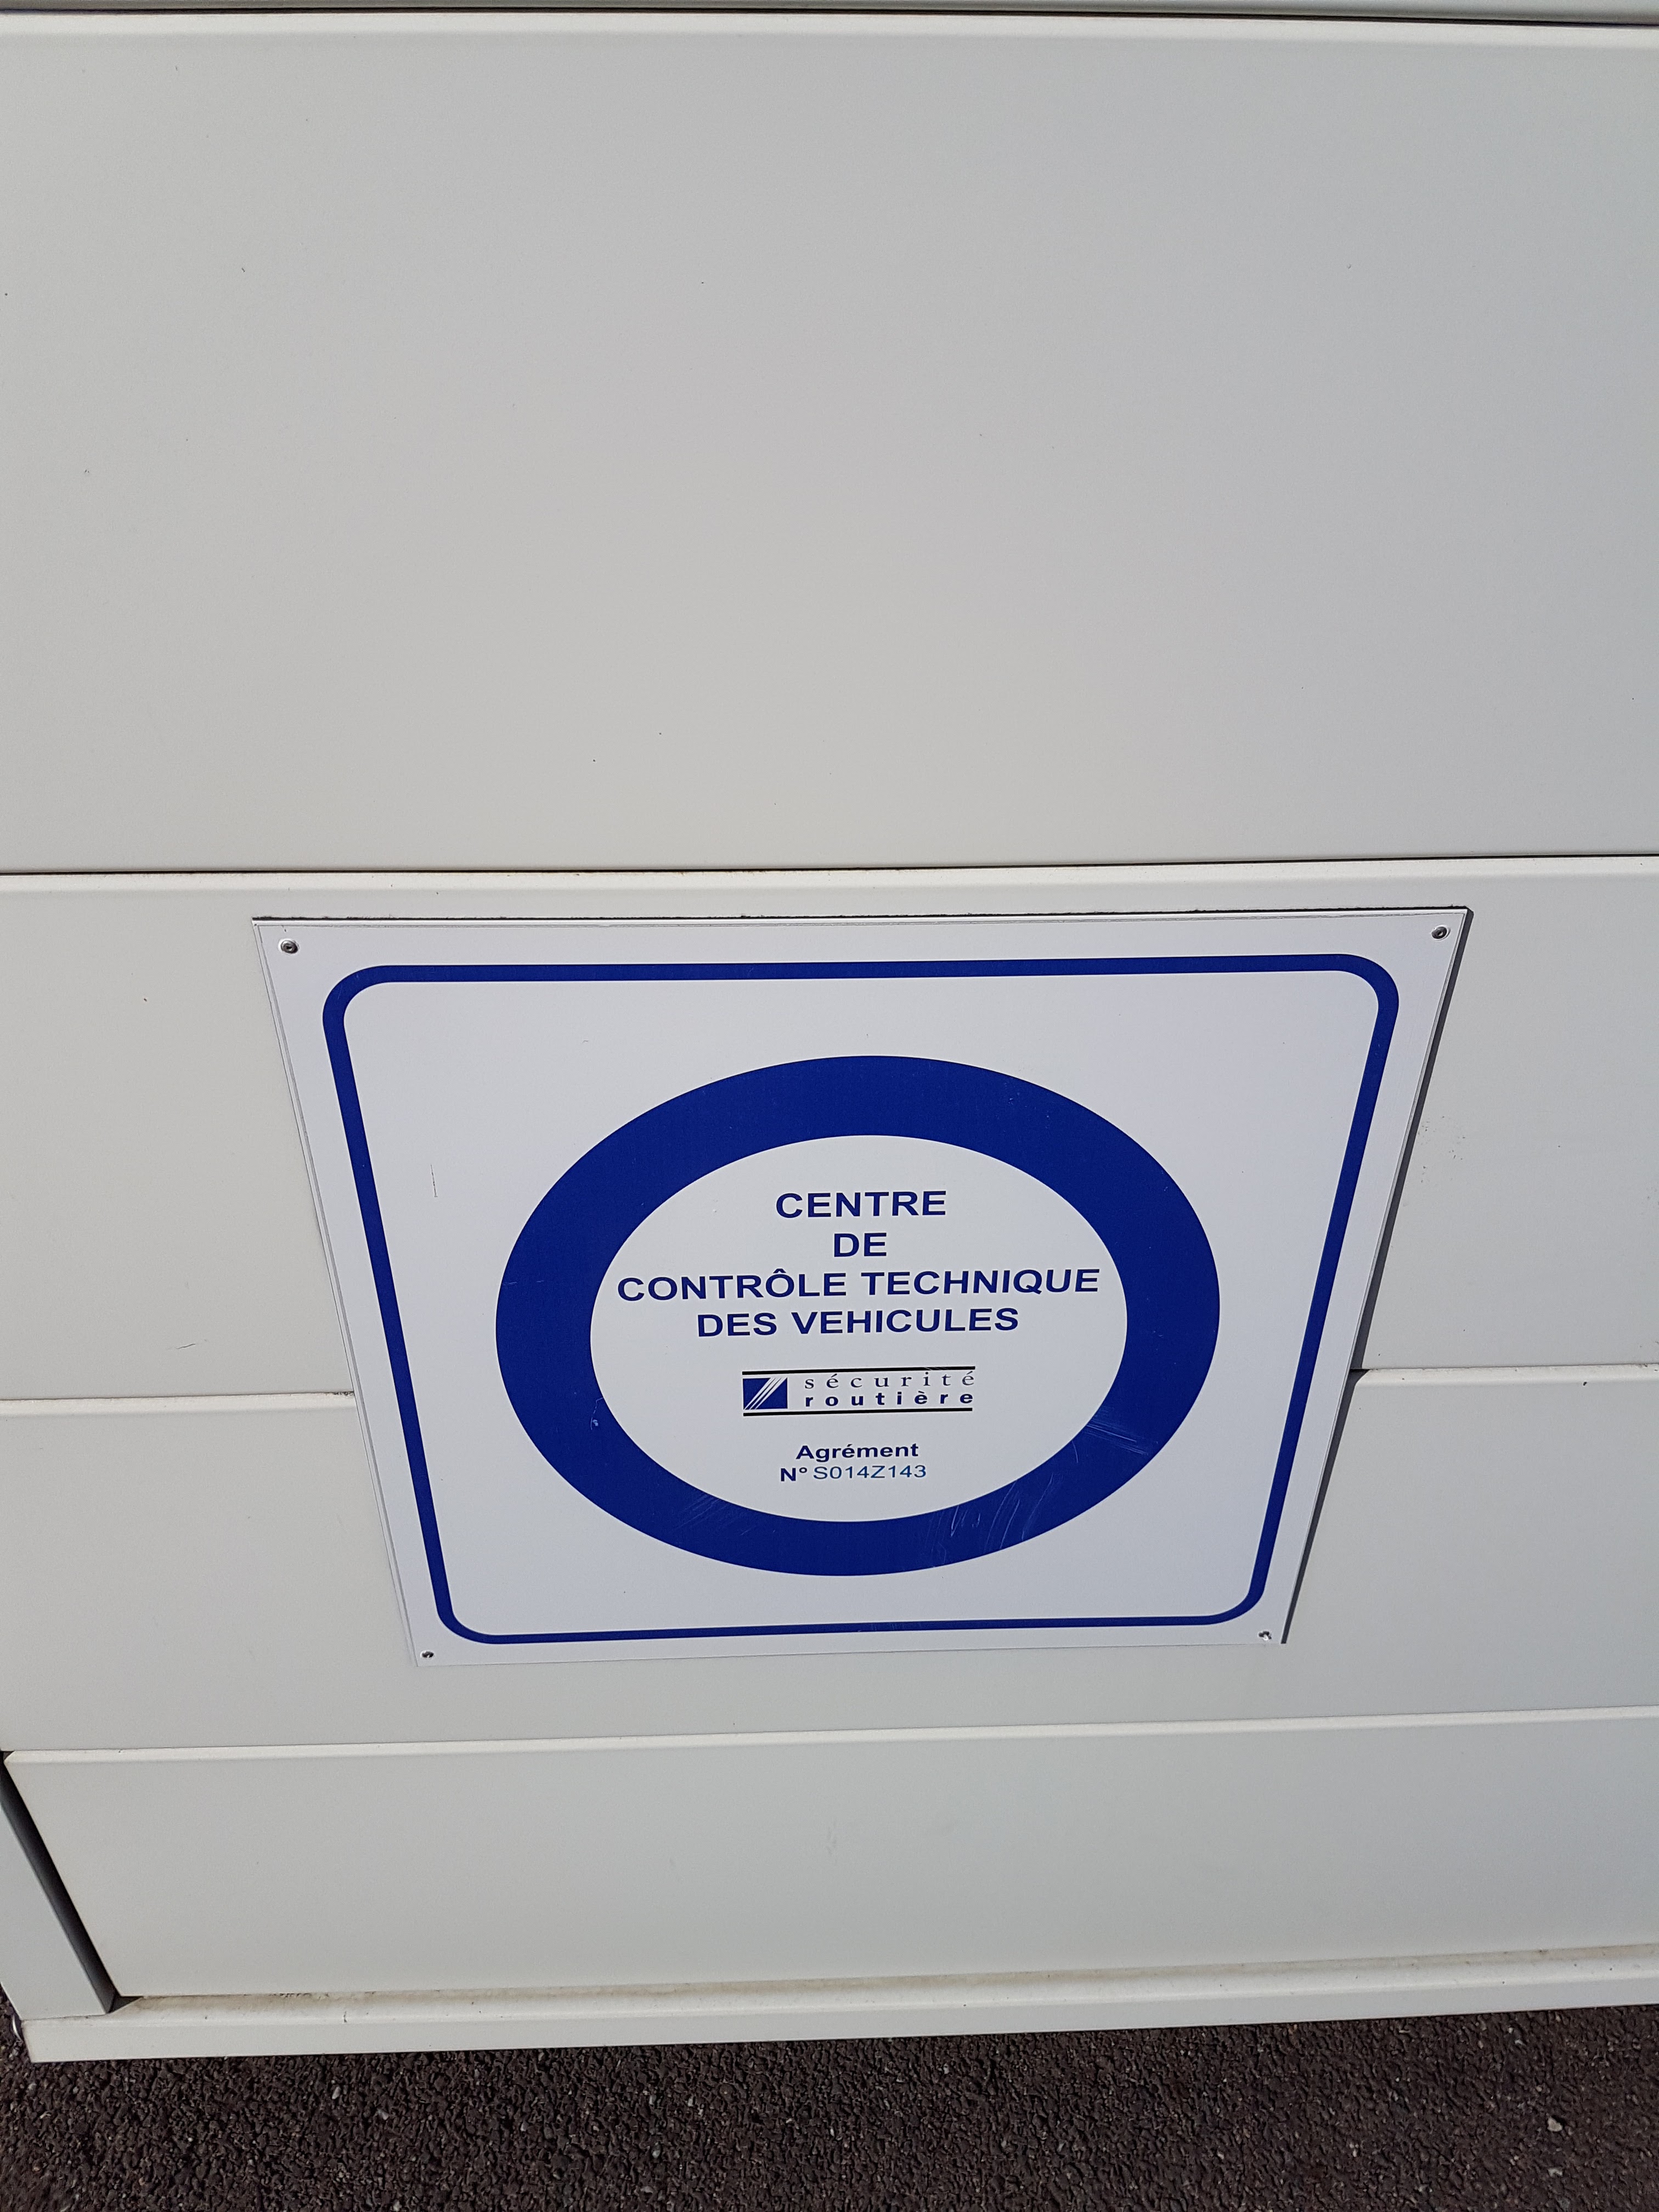 CENTRE
DE
CONTRÔLE TECHNIQUE
DES VEHICULES
sécurité
routière
Agrément
N° S014Z143